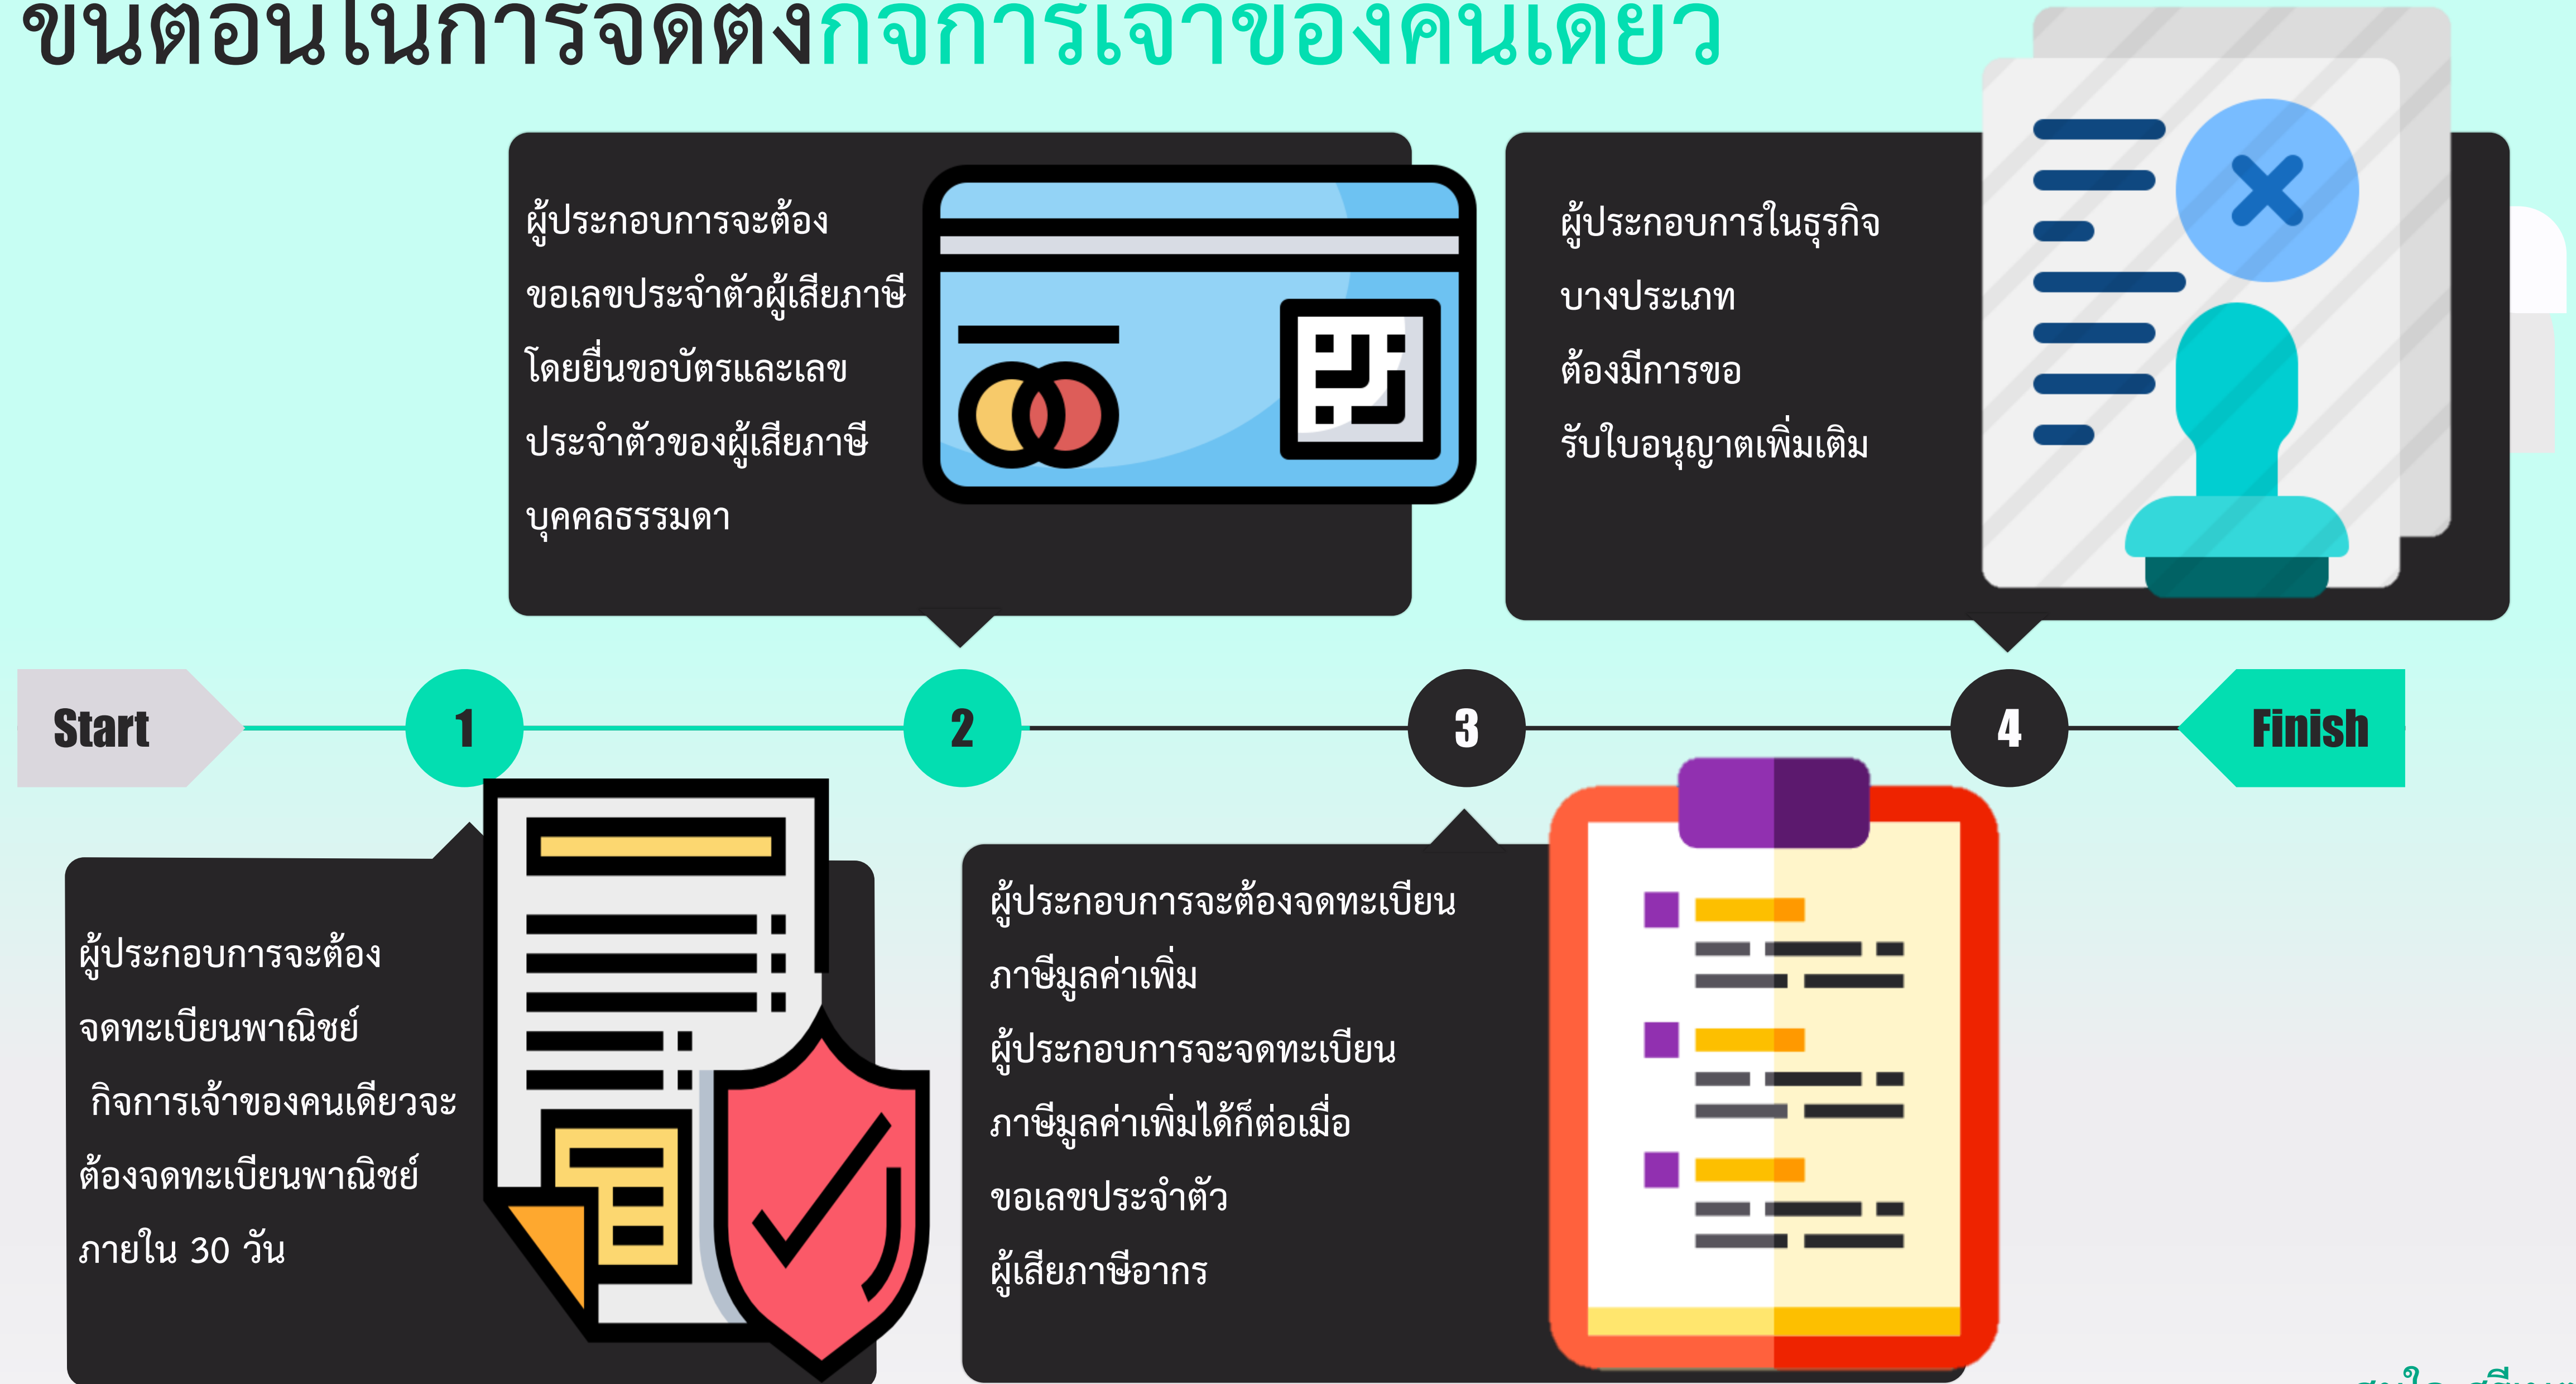 ขั้นตอนในการจัดตั้งกิจการเจ้าของคนเดียว
ผู้ประกอบการจะต้อง
ขอเลขประจำตัวผู้เสียภาษี
โดยยื่นขอบัตรและเลข
ประจำตัวของผู้เสียภาษี
บุคคลธรรมดา
ผู้ประกอบการในธุรกิจ
บางประเภท
ต้องมีการขอ
รับใบอนุญาตเพิ่มเติม
Start
1
2
3
4
Finish
ผู้ประกอบการจะต้อง
จดทะเบียนพาณิชย์
กิจการเจ้าของคนเดียวจะ
ต้องจดทะเบียนพาณิชย์
ภายใน 30 วัน
ผู้ประกอบการจะต้องจดทะเบียน
ภาษีมูลค่าเพิ่ม
ผู้ประกอบการจะจดทะเบียน
ภาษีมูลค่าเพิ่มได้ก็ต่อเมื่อ
ขอเลขประจำตัว
ผู้เสียภาษีอากร